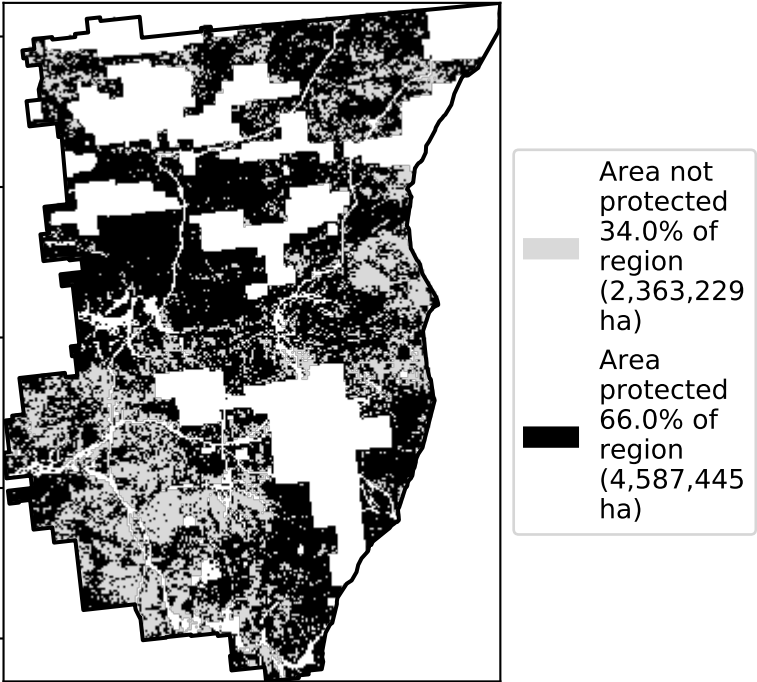 Area not
protected
34.0% of
region
(2,363,229
ha)
Area
protected
66.0% of
region
(4,587,445
ha)